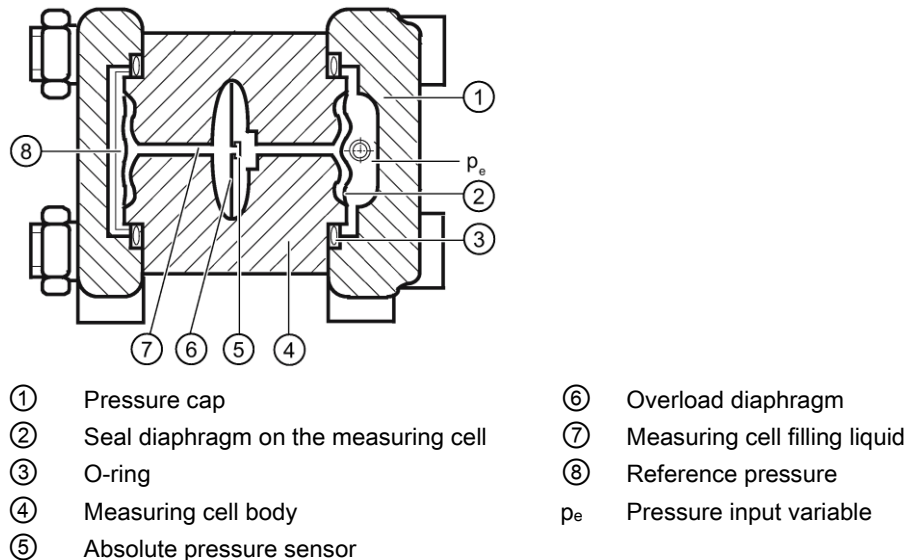 ①
⑧
pe
②
③
⑦ ⑥ ⑤ ④
① Pressure cap
② Seal diaphragm on the measuring cell
③ O-ring
④ Measuring cell body
⑤ Absolute pressure sensor
⑥ Overload diaphragm
⑦ Measuring cell filling liquid
⑧ Reference pressure
pe Pressure input variable